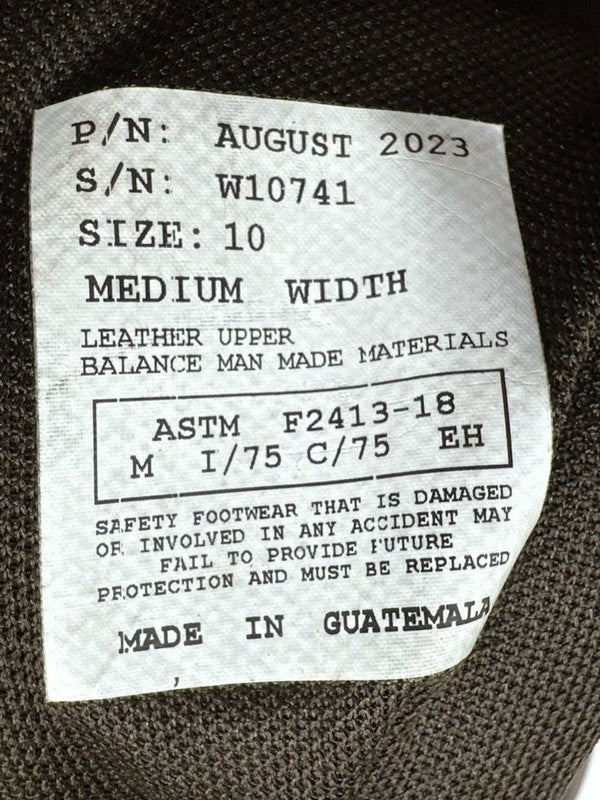 P/N: AUGUST 2023
S/N: W10741
SIZE: 10
MEDIUM WIDTH
LEATHER UPPER
BALANCE MAN MADE MATERIALS
ASTM F2413-18
M I/75 C/75 EH
SAFETY FOOTWEAR THAT IS DAMAGED
OR INVOLVED IN ANY ACCIDENT MAY
FAIL TO PROVIDE FUTURE
PROTECTION AND MUST BE REPLACED
MADE IN GUATEMALA